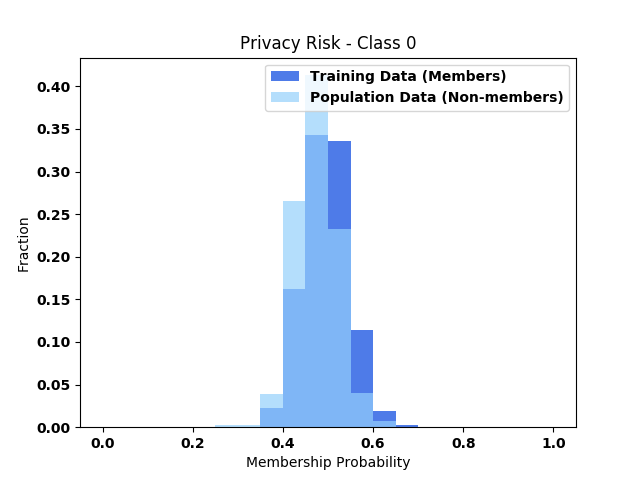 Privacy Risk - Class 0
Training Data (Members)
Population Data (Non-members)
0.40
0.35
0.30
0.25
0.20
0.15
0.10
0.05
0.00
Fraction
0.0 0.2 0.4 0.6 0.8 1.0
Membership Probability